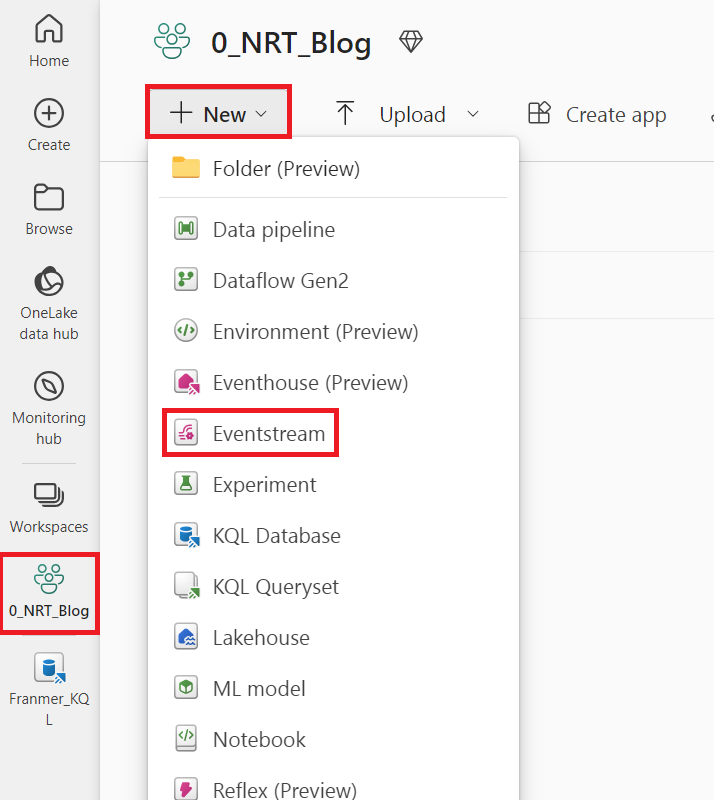 Home
Create
Browse
OneLake
data hub
Monitoring
hub
Workspaces
0_NRT_Blog
Franmer_KQ
L
0_NRT_Blog
New
Upload
Create app
Folder (Preview)
Data pipeline
Dataflow Gen2
Environment (Preview)
Eventhouse (Preview)
Eventstream
Experiment
KQL Database
KQL Queryset
Lakehouse
ML model
Notebook
Reflex (Preview)